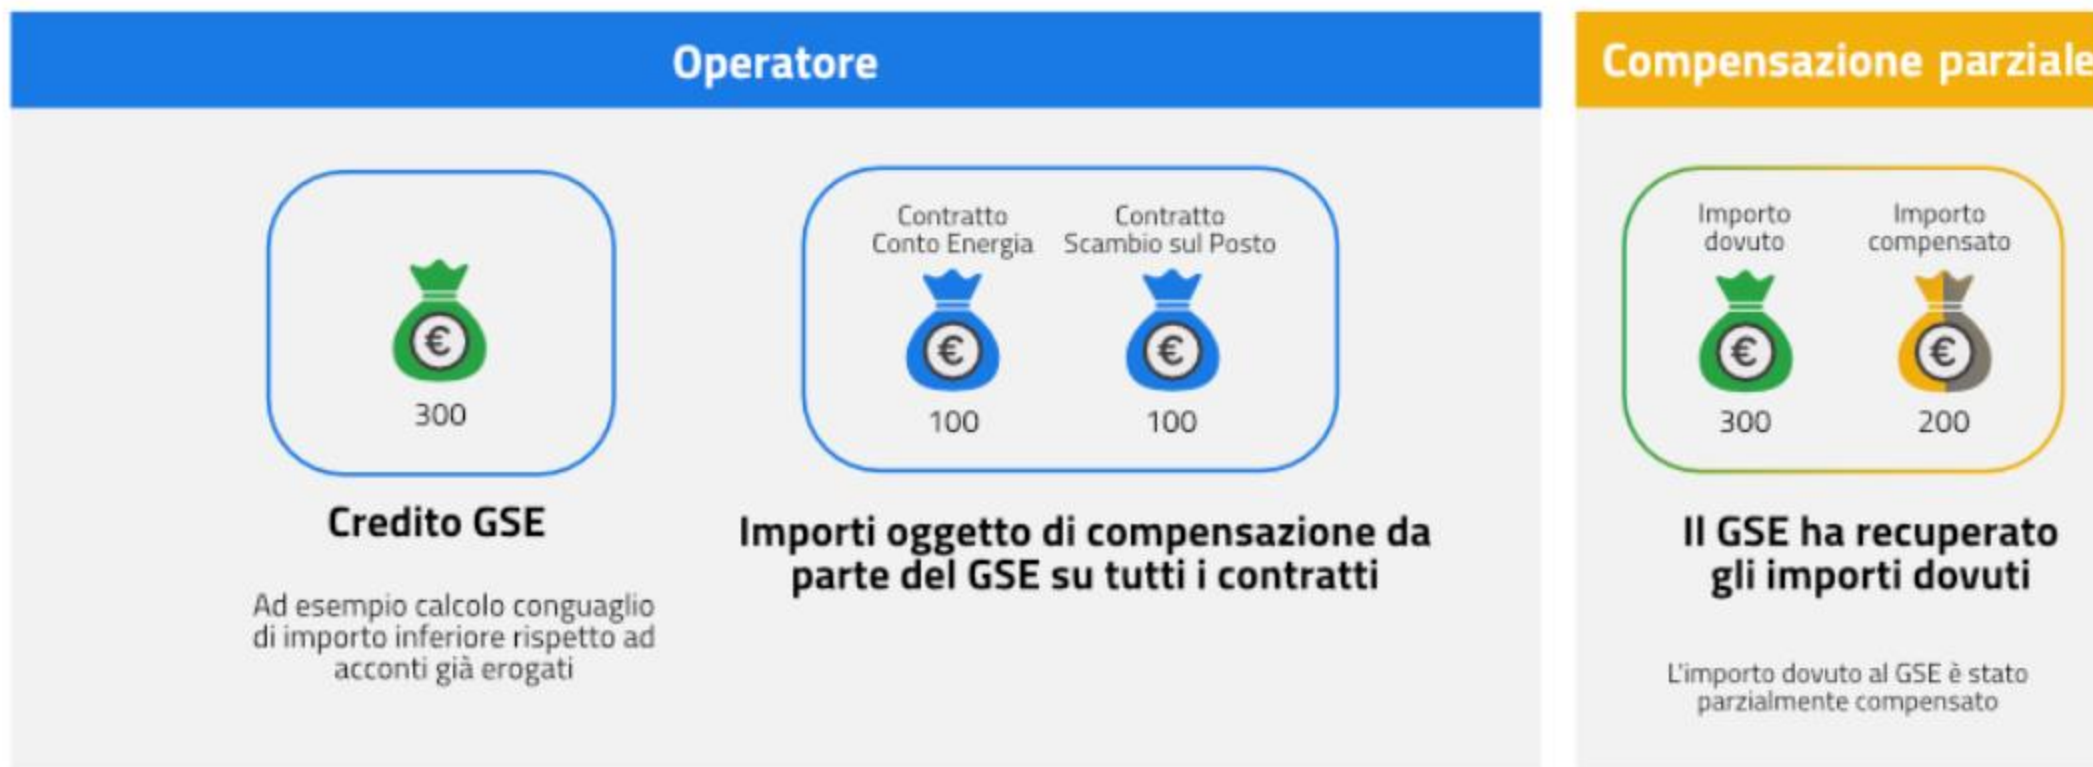 Operatore
€
300
Credito GSE
Ad esempio calcolo conguaglio
di importo inferiore rispetto ad
acconti già erogati
Contratto
Conto Energia
€
100
Contratto
Scambio sul Posto
€
100
Importi oggetto di compensazione da
parte del GSE su tutti i contratti
Compensazione parziale
Importo
dovuto
€
300
Importo
compensato
€
200
Il GSE ha recuperato
gli importi dovuti
L'importo dovuto al GSE è stato
parzialmente compensato